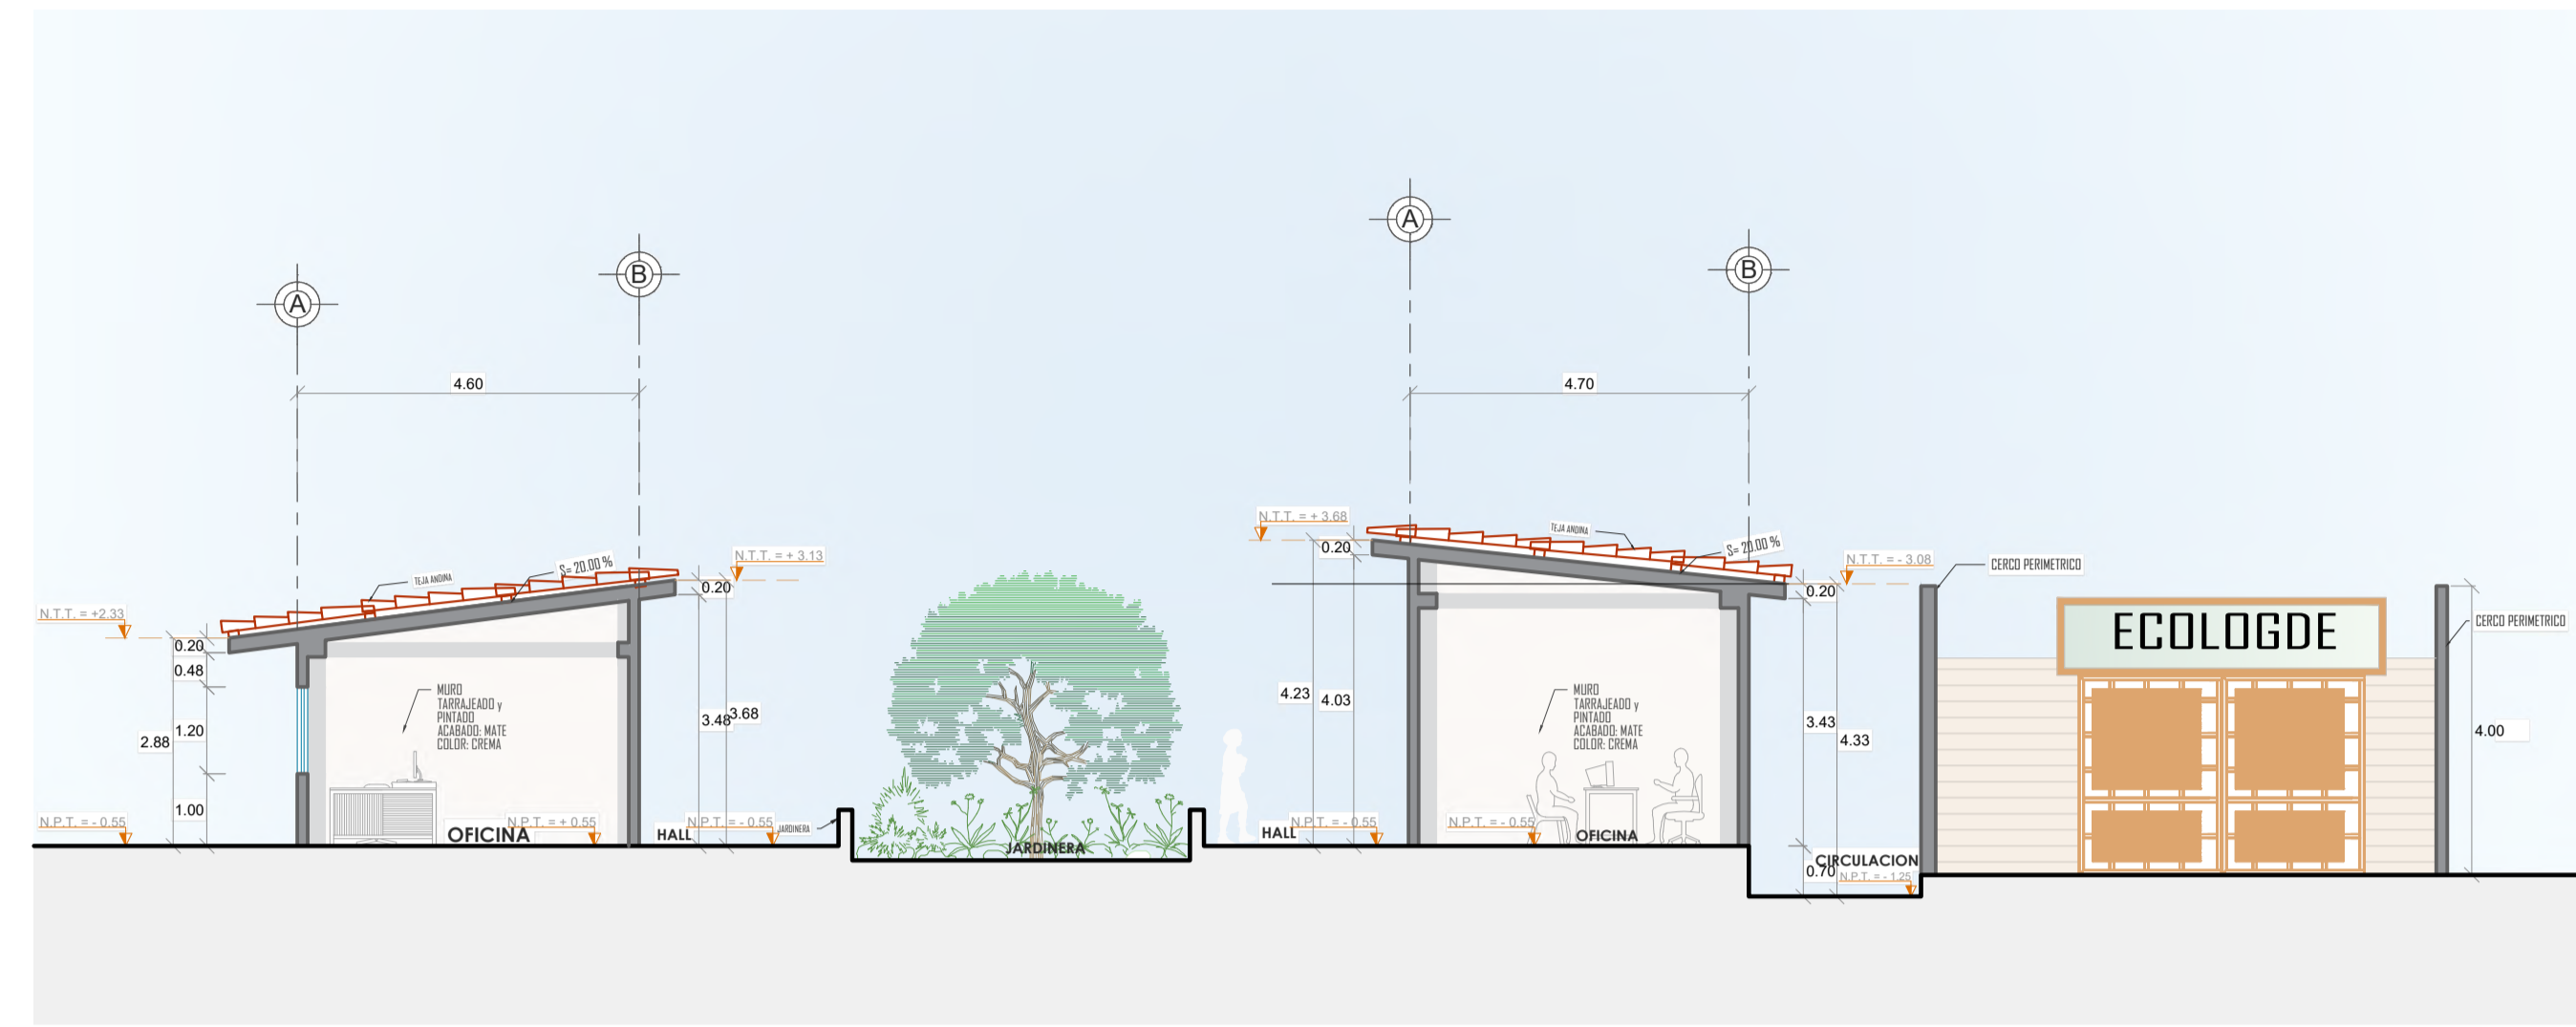 A
B
4.60
A
B
4.70
N.T.T. = +2.33
TEJA ANDINA
S= 20.00 %
N.T.T. = + 3.13
0.20
0.20
0.48
1.20
2.88
1.00
MURO
TARRAJEADO y
PINTADO
ACABADO: MATE
COLOR: CREMA
3.48
3.68
N.P.T. = - 0.55
OFICINA
N.P.T. = + 0.55
HALL
N.P.T. = - 0.55
JARDINERA
JARDINERA
N.T.T. = + 3.68
0.20
TEJA ANDINA
S= 20.00 %
N.T.T. = - 3.08
0.20
4.23
4.03
MURO
TARRAJEADO y
PINTADO
ACABADO: MATE
COLOR: CREMA
3.43
4.33
HALL
N.P.T. = - 0.55
N.P.T. = - 0.55
OFICINA
CIRCULACION
0.70
N.P.T. = - 1.25
CERCO PERIMETRICO
ECOLOGDE
CERCO PERIMETRICO
4.00